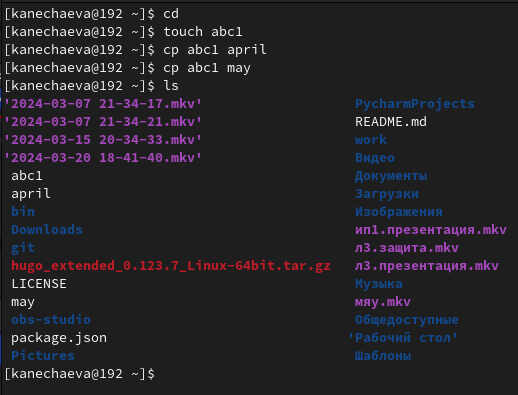 [kanechaeva@192 ~]$ cd
[kanechaeva@192 ~]$ touch abc1
[kanechaeva@192 ~]$ cp abc1 april
[kanechaeva@192 ~]$ cp abc1 may
[kanechaeva@192 ~]$ ls
'2024-03-07 21-34-17.mkv' PycharmProjects
'2024-03-07 21-34-21.mkv' README.md
'2024-03-15 20-34-33.mkv' work
'2024-03-20 18-41-40.mkv' Видео
abc1 Документы
april Загрузки
bin Изображения
Downloads ип1.презентация.mkv
git л3.защита.mkv
hugo_extended_0.123.7_Linux-64bit.tar.gz л3.презентация.mkv
LICENSE Музыка
may мяу.mkv
obs-studio Общедоступные
package.json 'Рабочий стол'
Pictures Шаблоны
[kanechaeva@192 ~]$